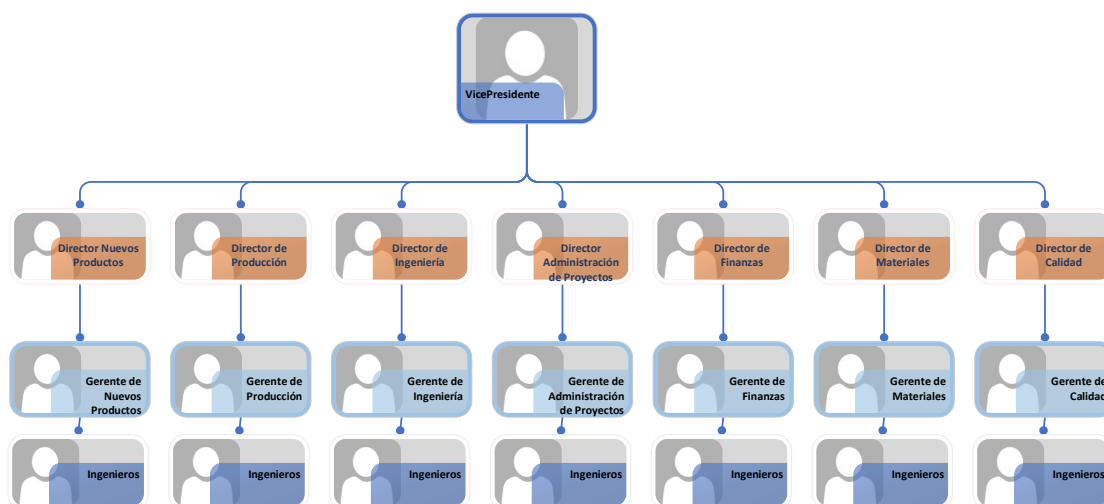 VicePresidente
Director Nuevos
Productos
Director de
Producción
Director de
Ingeniería
Director
Administración
de Proyectos
Director de
Finanzas
Director de
Materiales
Director de
Calidad
Gerente de
Nuevos
Productos
Gerente de
Producción
Gerente de
Ingeniería
Gerente de
Administración
de Proyectos
Gerente de
Finanzas
Gerente de
Materiales
Gerente de
Calidad
Ingenieros
Ingenieros
Ingenieros
Ingenieros
Ingenieros
Ingenieros
Ingenieros